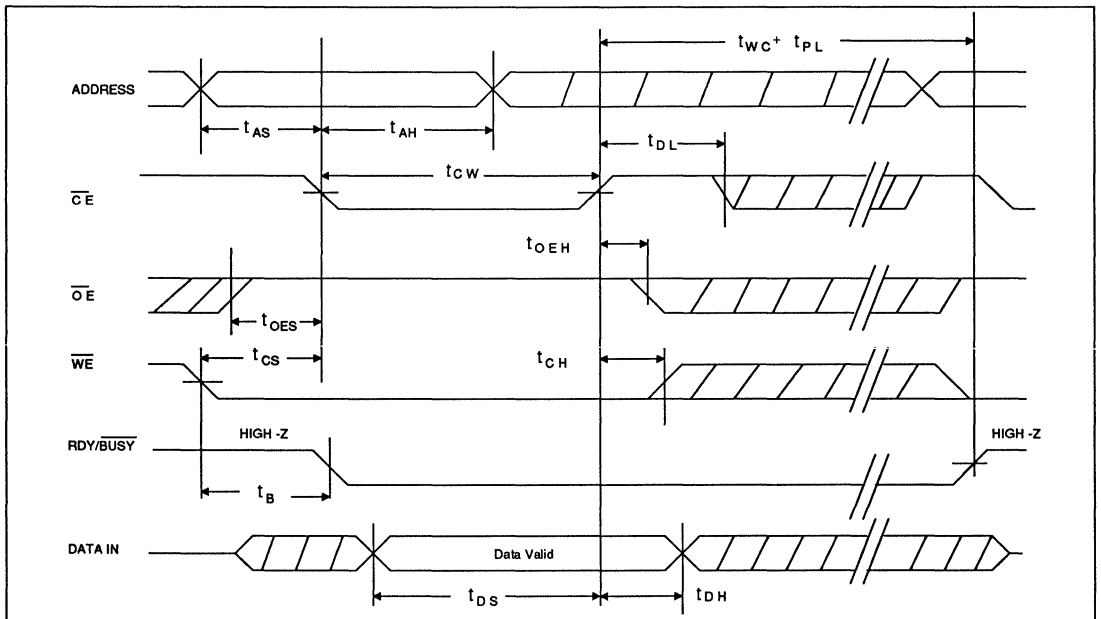 tWC+ tPL
ADDRESS
tAS
tAH
tDL
CE
tCW
tOEH
OE
tOES
WE
tCS
tCH
RDY/BUSY
HIGH -Z
HIGH -Z
tB
DATA IN
Data Valid
tDS
tDH